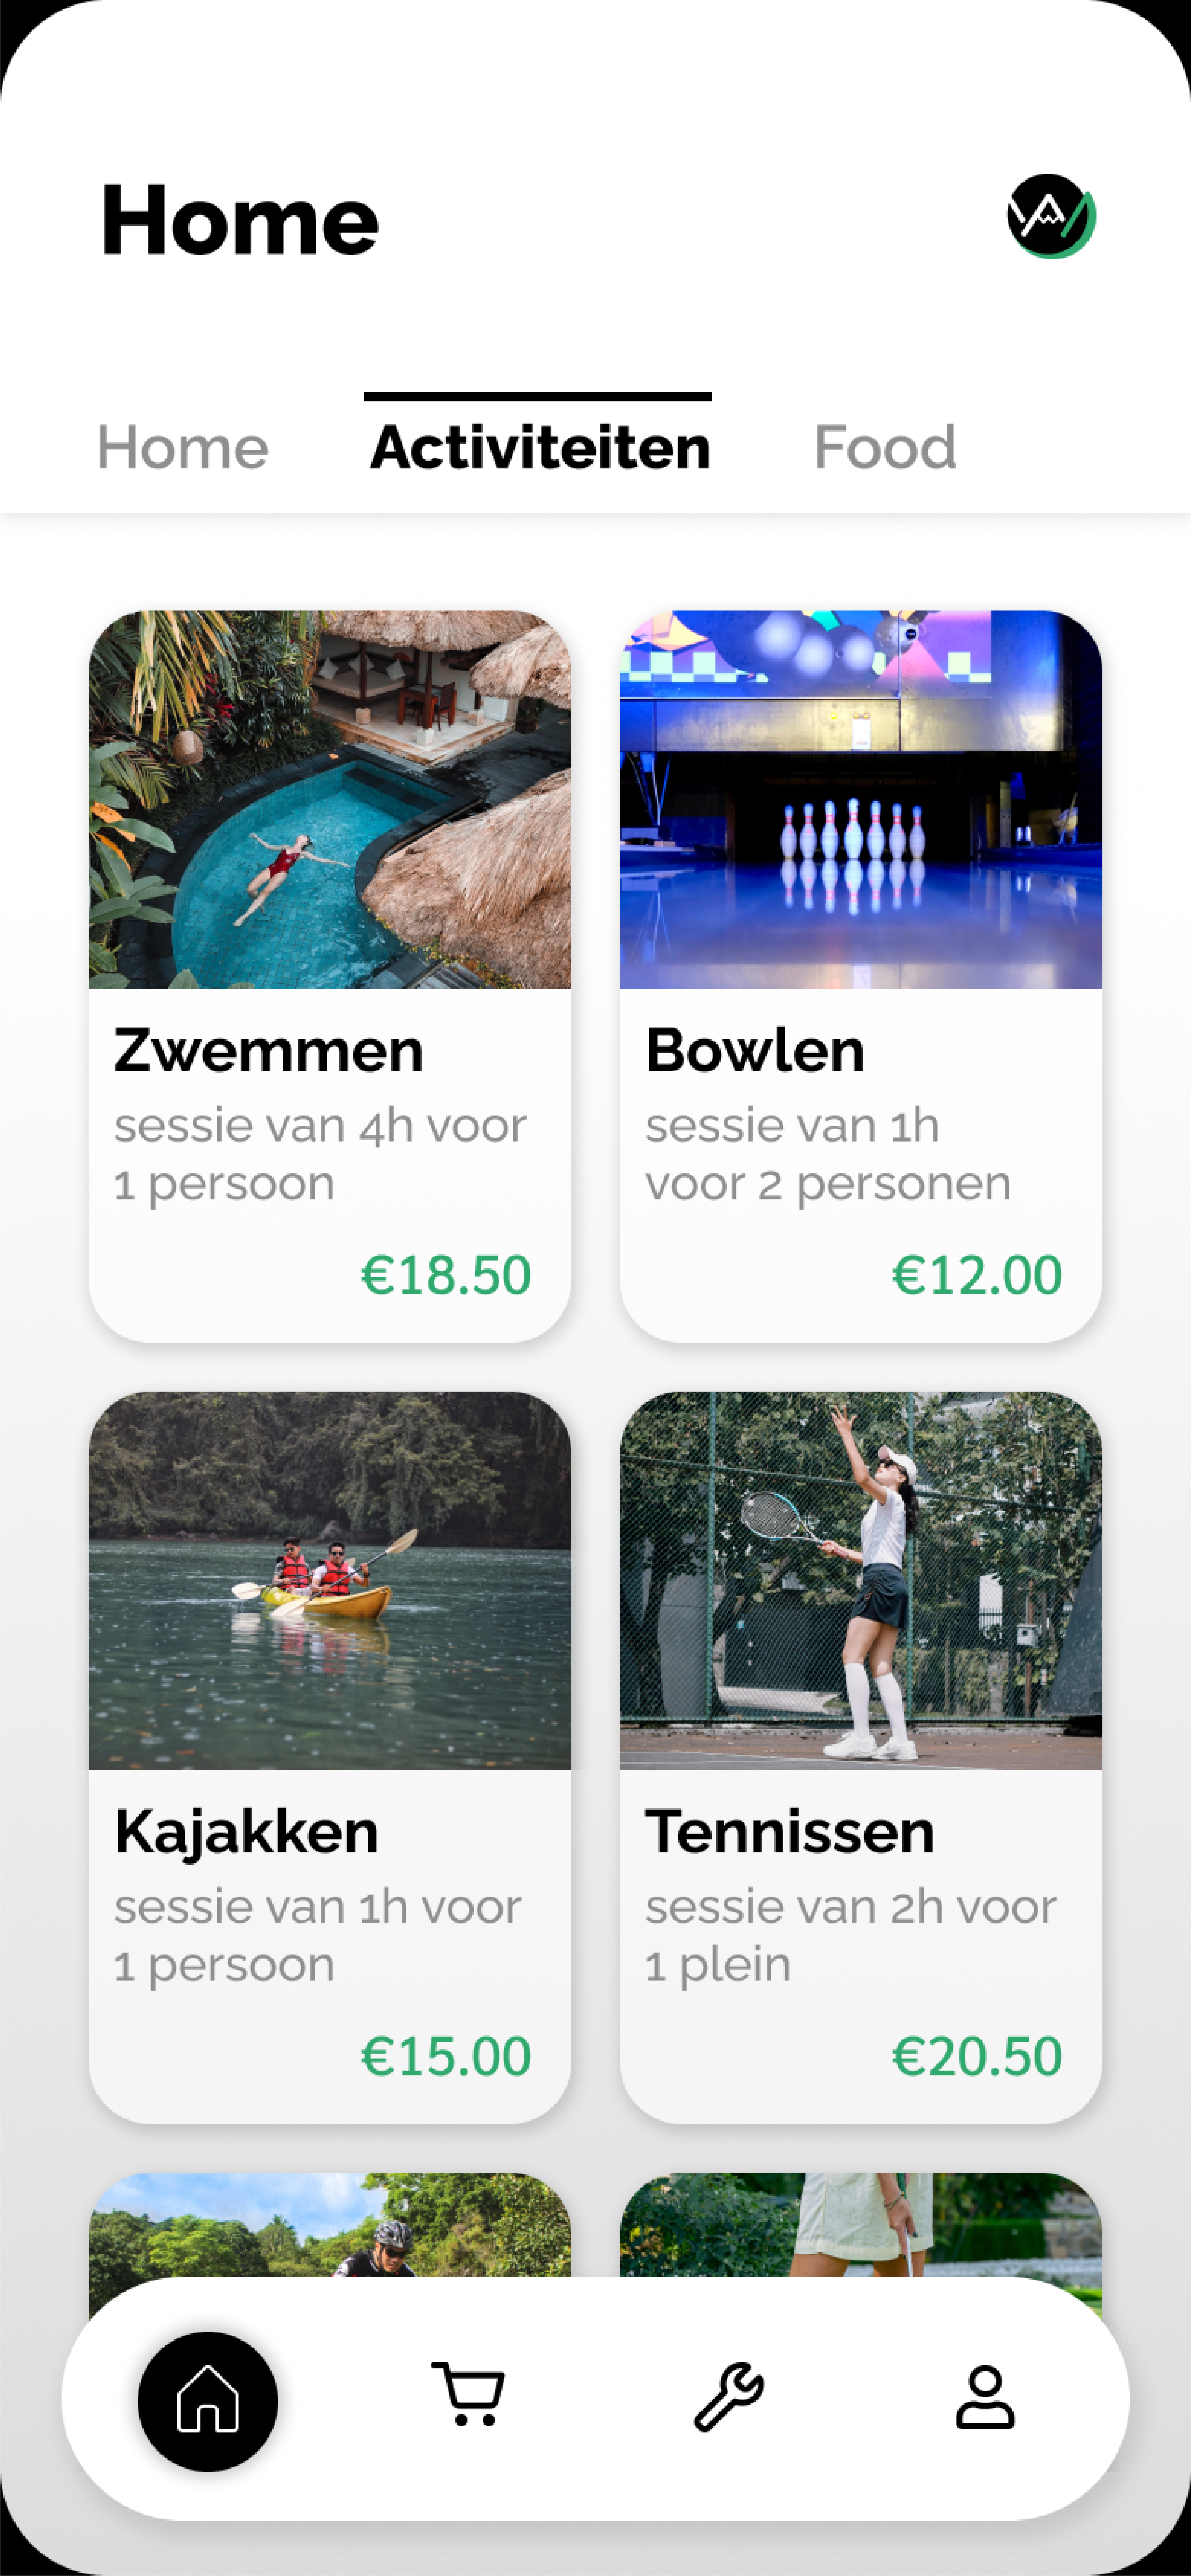 Home
Home
Activiteiten
Food
Zwemmen
sessie van 4h voor
1 persoon
€18.50
Bowlen
sessie van 1h
voor 2 personen
€12.00
Kajakken
sessie van 1h voor
1 persoon
€15.00
Tennissen
sessie van 2h voor
1 plein
€20.50